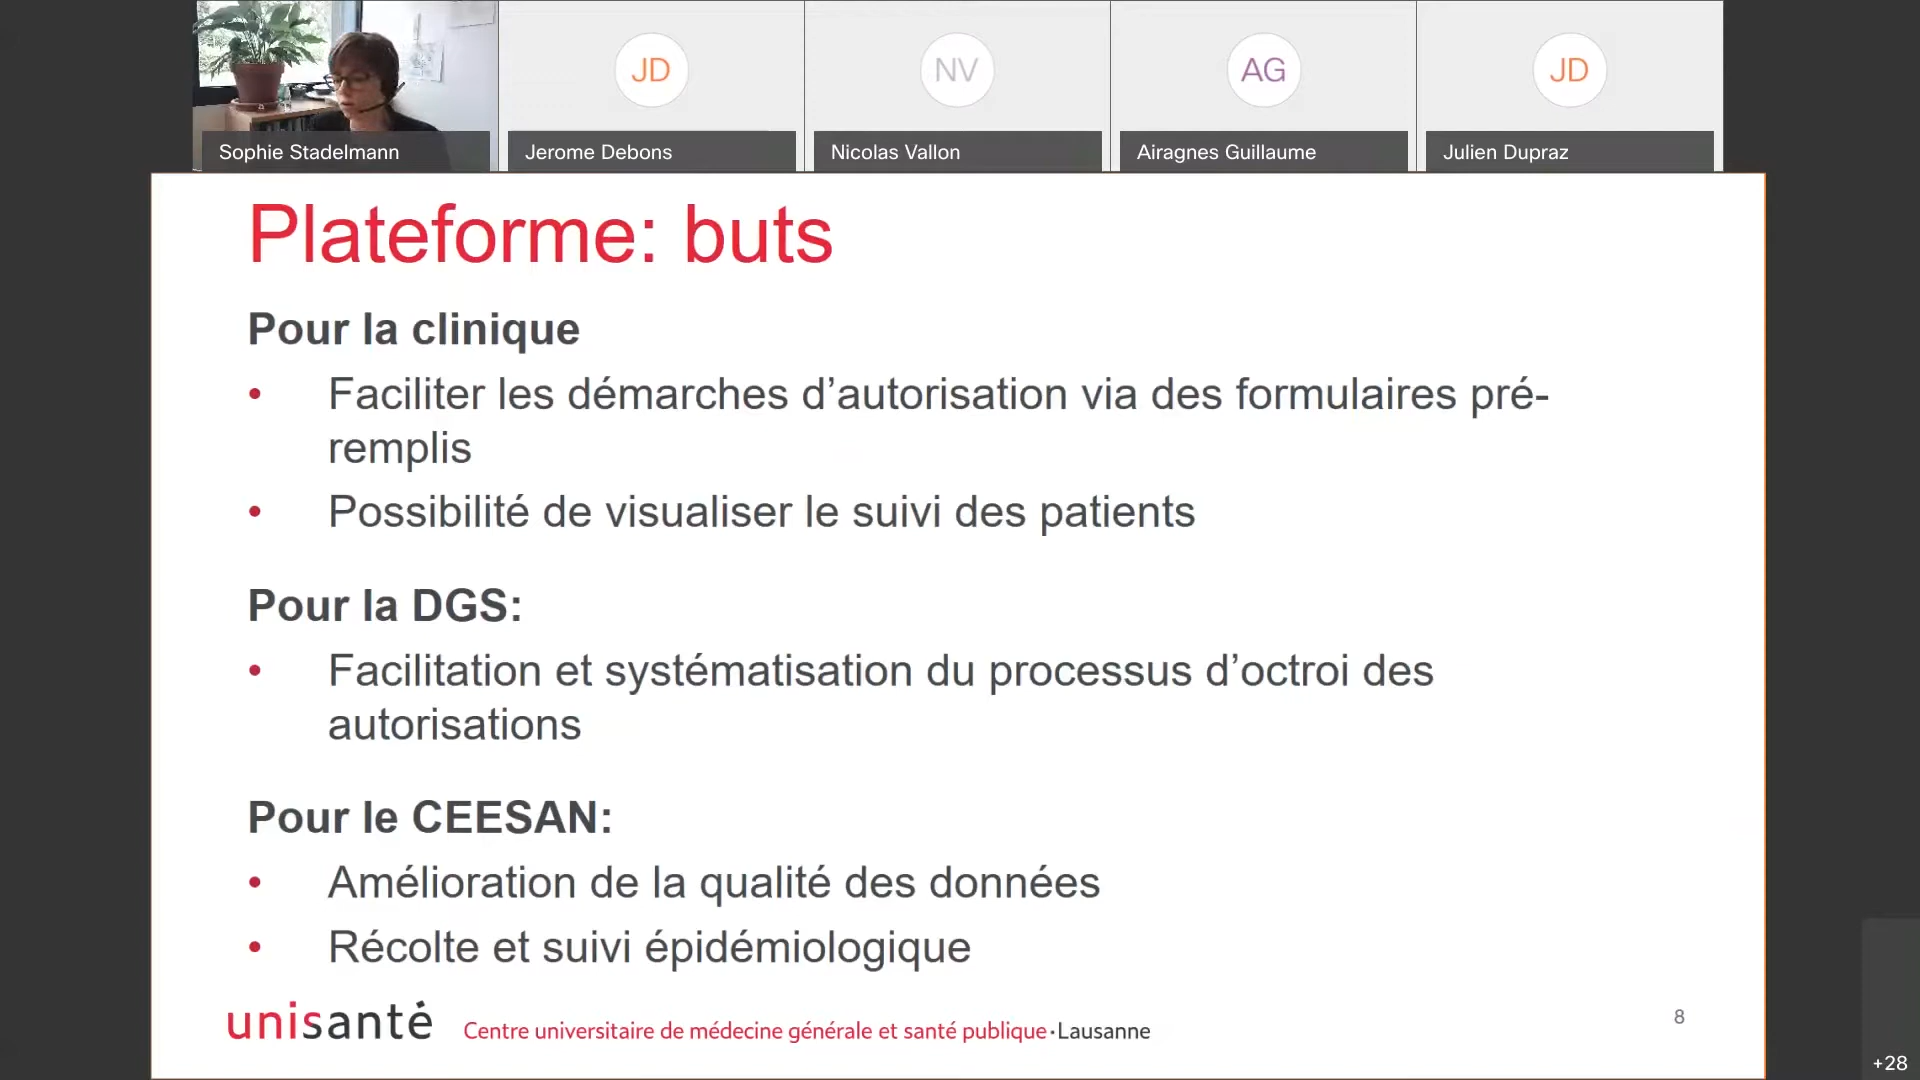 JD
NV
AG
JD
Sophie Stadelmann
Jerome Debons
Nicolas Vallon
Airagnes Guillaume
Julien Dupraz
Plateforme: buts
Pour la clinique
• Faciliter les démarches d’autorisation via des formulaires pré-
remplis
• Possibilité de visualiser le suivi des patients
Pour la DGS:
• Facilitation et systématisation du processus d’octroi des
autorisations
Pour le CEESAN:
• Amélioration de la qualité des données
• Récolte et suivi épidémiologique
unisanté
Centre universitaire de médecine générale et santé publique·Lausanne
8
+28